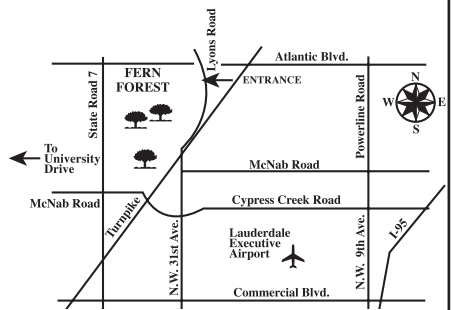 Lyons Road
Atlantic Blvd.
FERN
FOREST
ENTRANCE
State Road 7
Powerline Road
N
W
E
S
To
University
Drive
McNab Road
McNab Road
Cypress Creek Road
Turnpike
N.W. 31st Ave.
Lauderdale
Executive
Airport
N.W. 9th Ave.
I-95
Commercial Blvd.